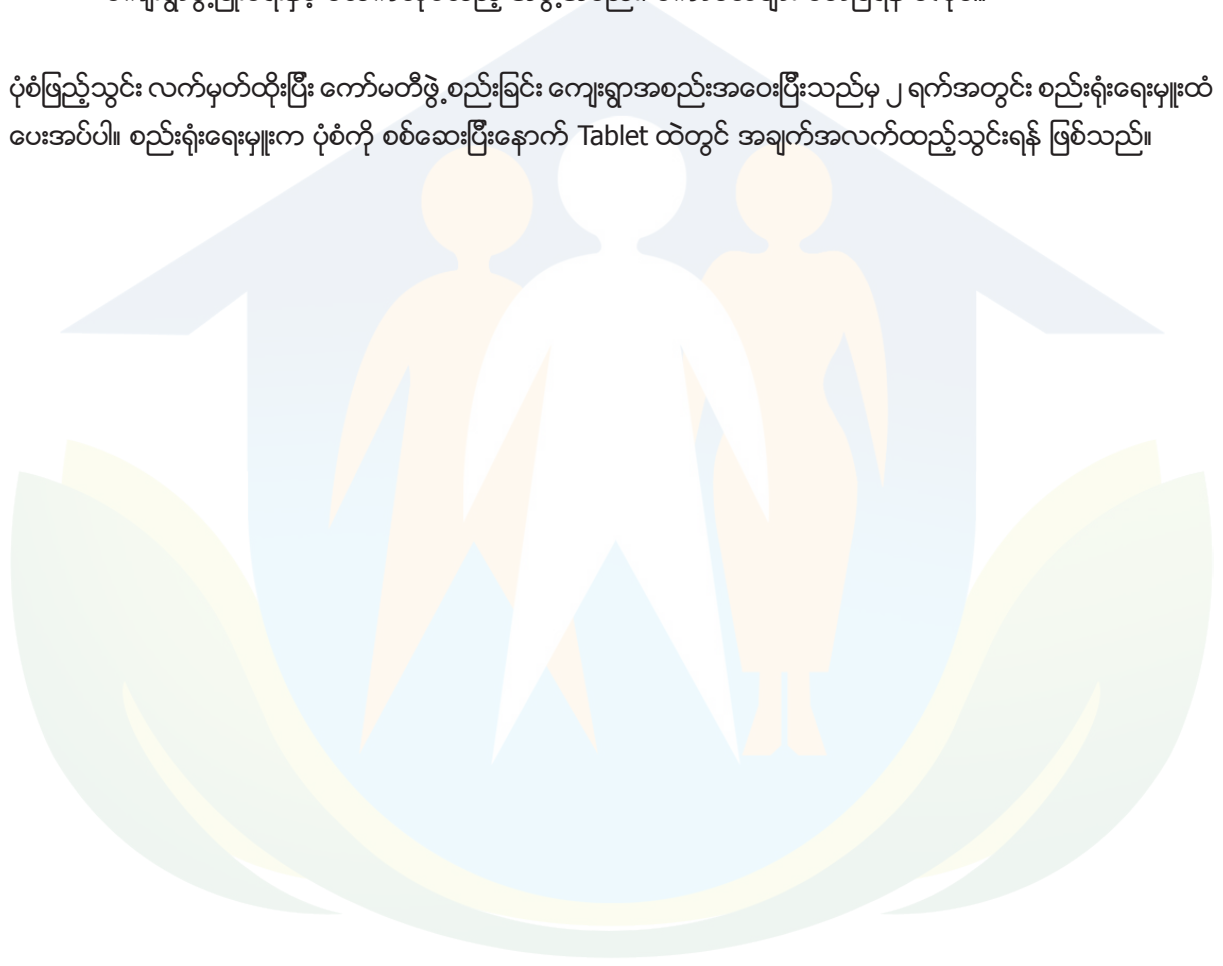 ပုံစံဖြည့်သွင်း လက်မှတ်ထိုးပြီး ကော်မတီဖွဲ့စည်းခြင်း ကျေးရွာအစည်းအဝေးပြီးသည်မှ ၂ ရက်အတွင်း စည်းရုံးရေးမှူးထံ
ပေးအပ်ပါ။ စည်းရုံးရေးမှူးက ပုံစံကို စစ်ဆေးပြီးနောက် Tablet ထဲတွင် အချက်အလက်ထည့်သွင်းရန် ဖြစ်သည်။